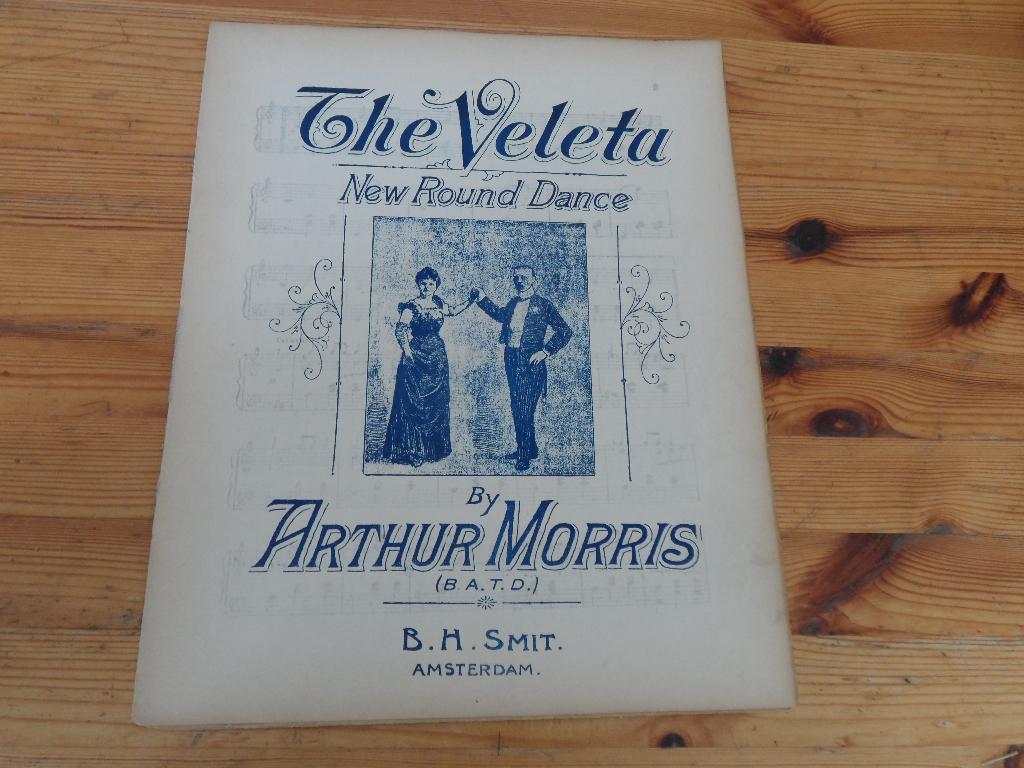 The Veleta
New Round Dance
By
ARTHUR MORRIS
(B.A.T.D.)
B.H. SMIT.
AMSTERDAM.